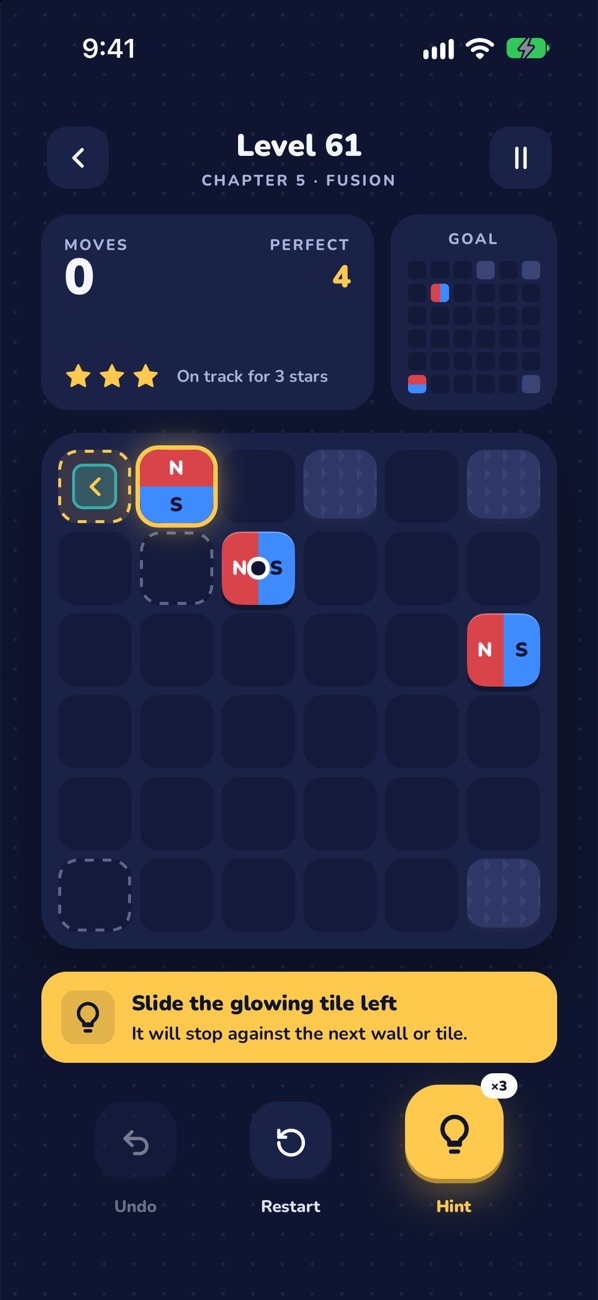 9:41
Level 61
CHAPTER 5 · FUSION
MOVES
PERFECT
0
4
On track for 3 stars
GOAL
N
S
N S
N S
Slide the glowing tile left
It will stop against the next wall or tile.
×3
Undo
Restart
Hint